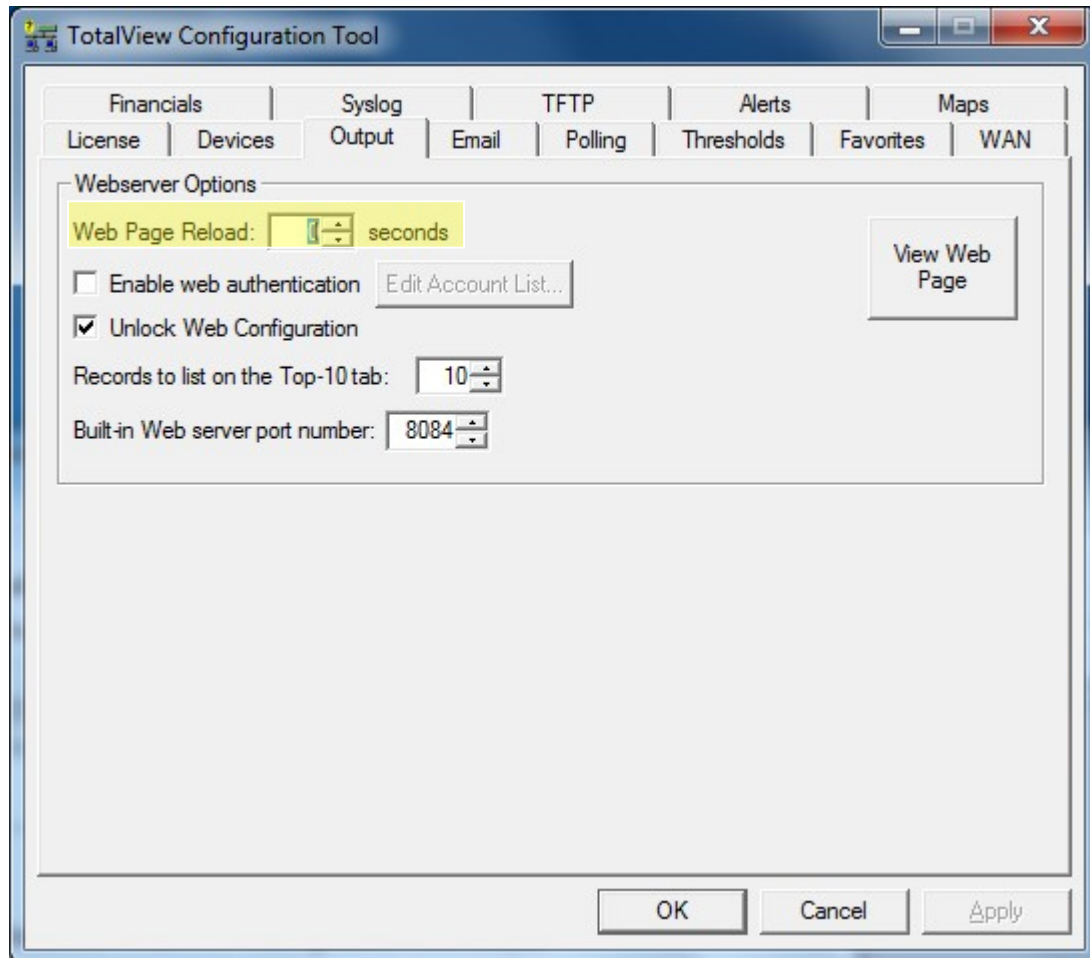 TotalView Configuration Tool
Financials Syslog TFTP Alerts Maps
License Devices Output Email Polling Thresholds Favorites WAN
Webserver Options
Web Page Reload: seconds
View Web
Page
Enable web authentication Edit Account List...
Unlock Web Configuration
Records to list on the Top-10 tab: 10
Built-in Web server port number: 8084
OK Cancel Apply